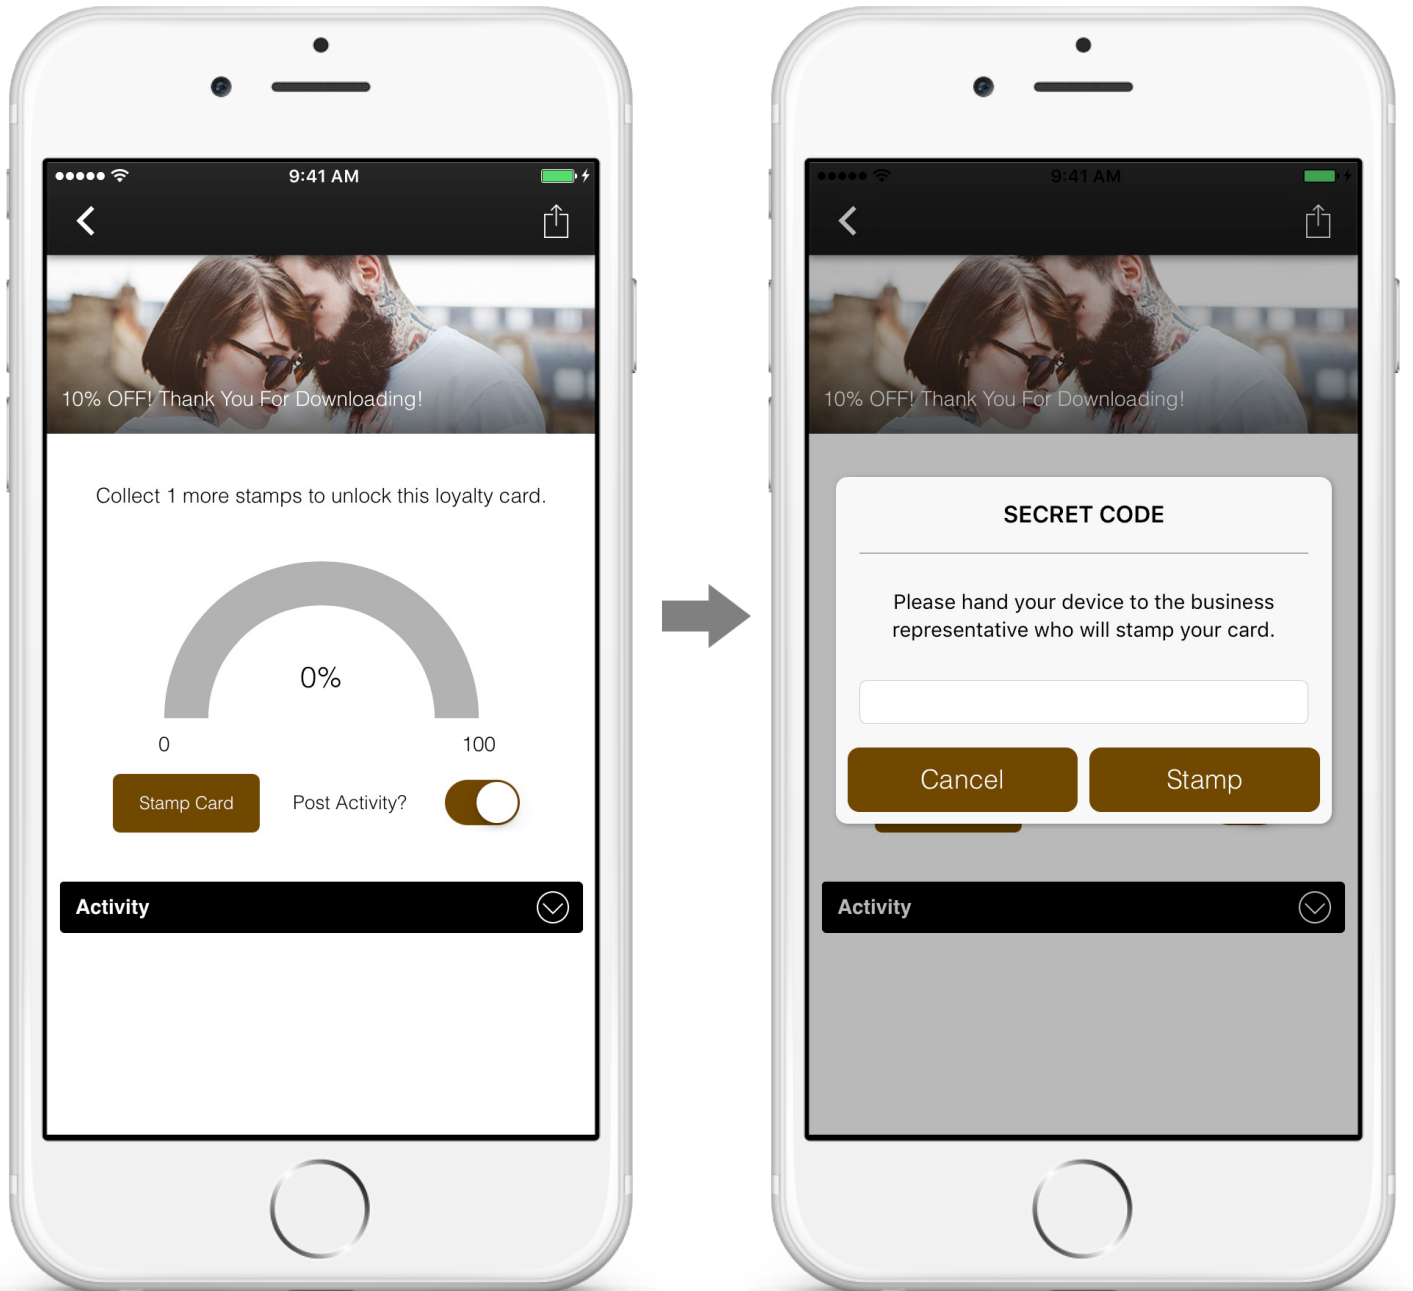 9:41 AM
10% OFF! Thank You For Downloading!
Collect 1 more stamps to unlock this loyalty card.
0%
0
100
Stamp Card
Post Activity?
Activity
9:41 AM
10% OFF! Thank You For Downloading!
SECRET CODE
Please hand your device to the business
representative who will stamp your card.
Cancel
Stamp
Activity